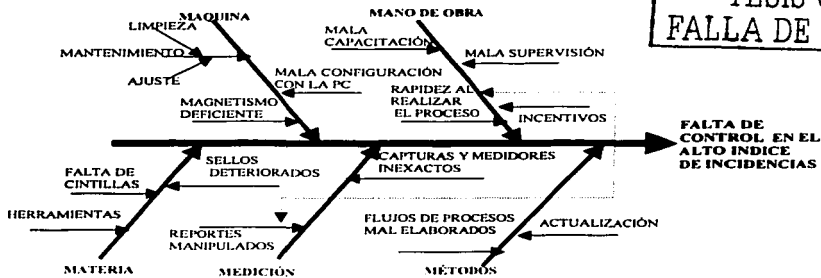 MAQUINA
MANO DE OBRA
LIMPIEZA
MANTENIMIENTO
AJUSTE
MALA CONFIGURACIÓN
CON LA PC
MAGNETISMO
DEFICIENTE
MALA
CAPACITACIÓN
MALA SUPERVISIÓN
RAPIDEZ AL
REALIZAR
EL PROCESO
INCENTIVOS
TESIS
FALLA DE
FALTA DE
CONTROL EN EL
ALTO INDICE
DE INCIDENCIAS
FALTA DE
CINTILLAS
SELLOS
DETERIORADOS
HERRAMIENTAS
CAPTURAS Y MEDIDORES
INEXACTOS
REPORTES
MANIPULADOS
FLUJOS DE PROCESOS
MAL ELABORADOS
ACTUALIZACIÓN
MATERIA
MEDICIÓN
MÉTODOS